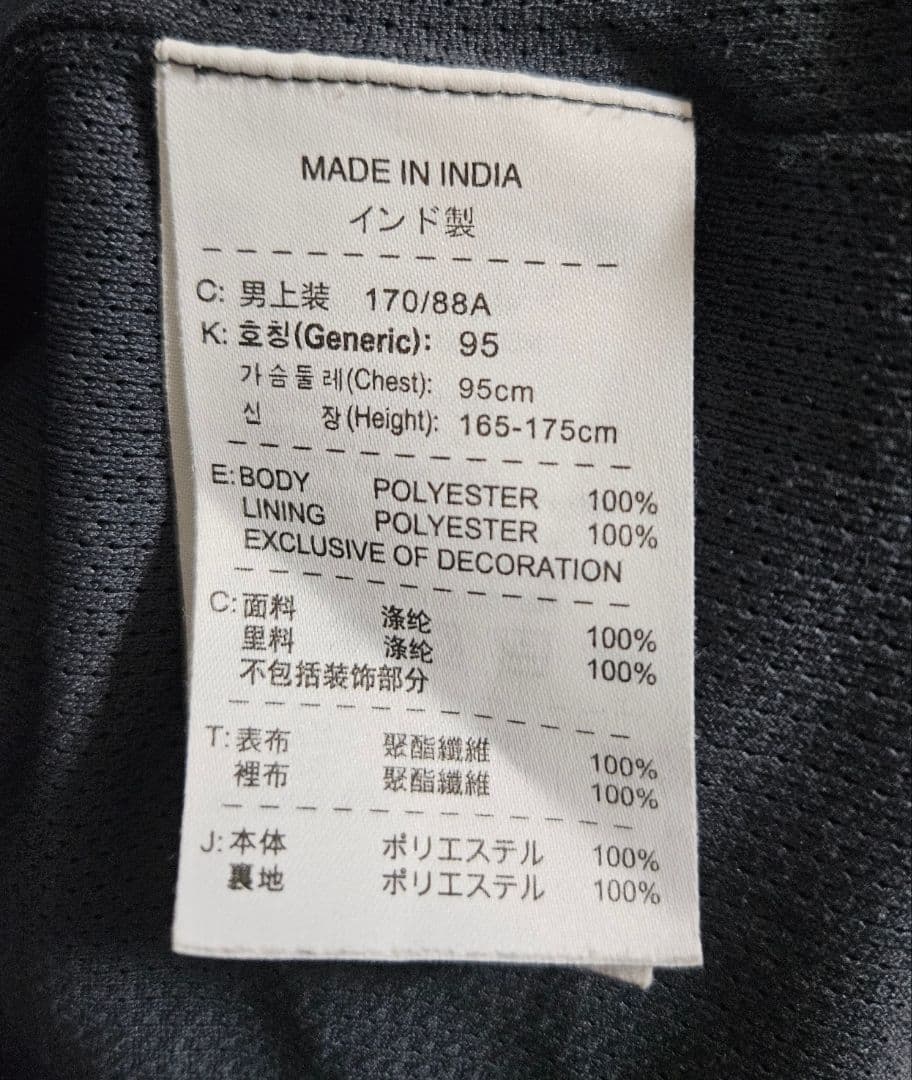 MADE IN INDIA
インド製
C: 男上装 170/88A
K: 호칭(Generic): 95
가슴둘레(Chest): 95cm
신 장(Height): 165-175cm
E: BODY POLYESTER 100%
LINING POLYESTER 100%
EXCLUSIVE OF DECORATION
C: 面料 涤纶 100%
里料 涤纶 100%
不包括装饰部分
T: 表布 聚酯纖維 100%
裡布 聚酯纖維 100%
J: 本体 ポリエステル 100%
裏地 ポリエステル 100%